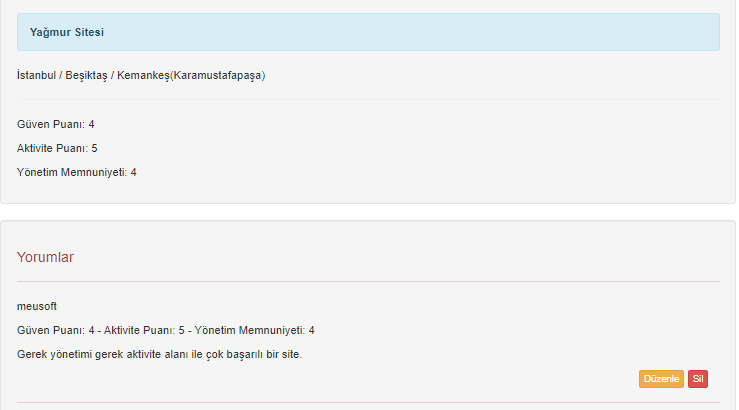 Yağmur Sitesi
İstanbul / Beşiktaş / Kemankeş(Karamustafapaşa)
Güven Puanı: 4
Aktivite Puanı: 5
Yönetim Memnuniyeti: 4
Yorumlar
meusoft
Güven Puanı: 4 - Aktivite Puanı: 5 - Yönetim Memnuniyeti: 4
Gerek yönetimi gerek aktivite alanı ile çok başarılı bir site.
Düzenle Sil